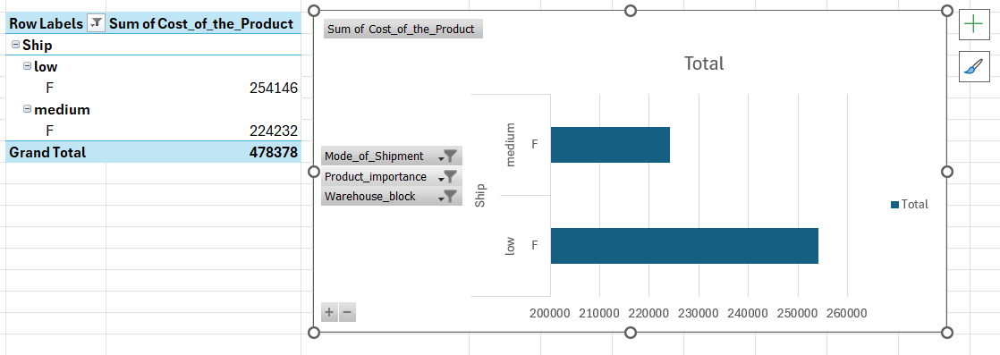 Row Labels Sum of Cost_of_the_Product
Ship
low
F 254146
medium
F 224232
Grand Total 478378
Sum of Cost_of_the_Product
Total
Mode_of_Shipment
Product_importance
Warehouse_block
Ship
medium
F
low
F
200000 210000 220000 230000 240000 250000 260000
Total